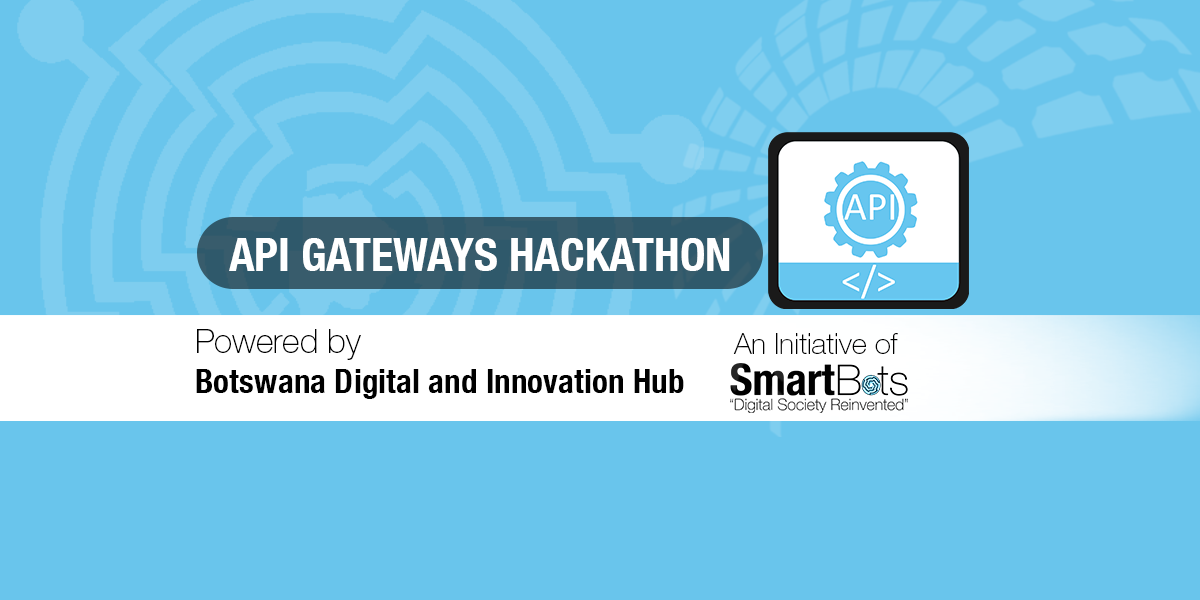 API GATEWAYS HACKATHON
API
</>
Powered by
Botswana Digital and Innovation Hub
An Initiative of
SmartBots
“Digital Society Reinvented”